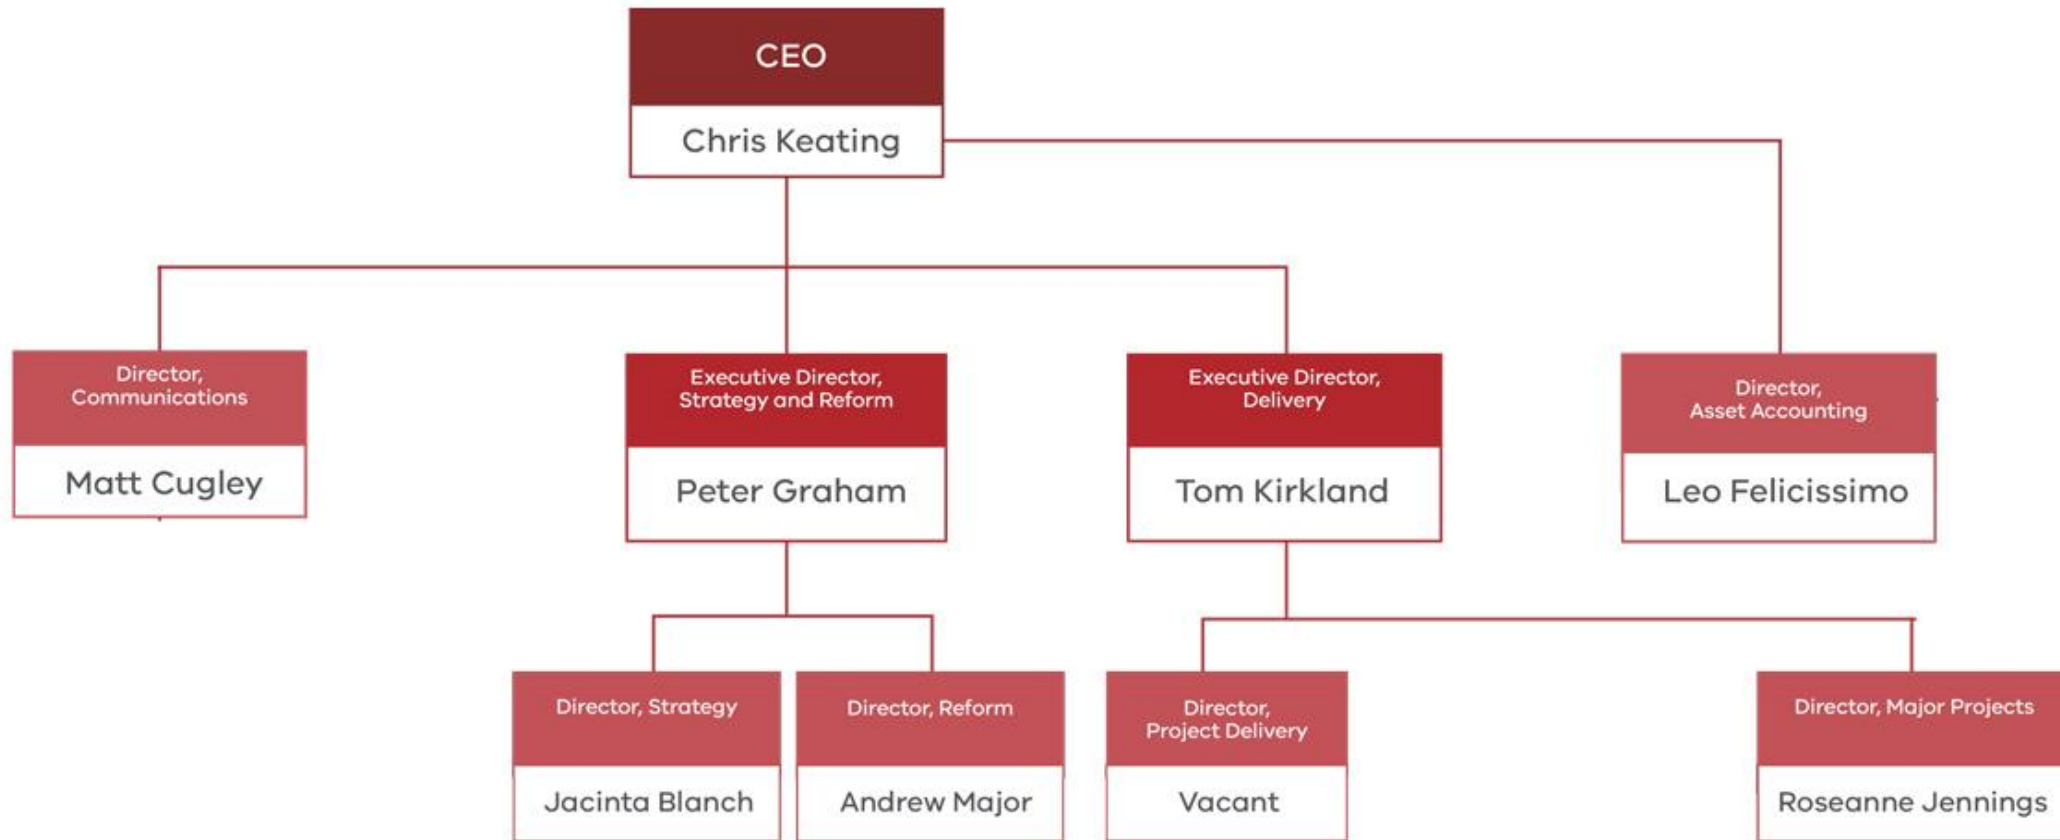 CEO
Chris Keating
Director,
Communications
Matt Cugley
Executive Director,
Strategy and Reform
Peter Graham
Executive Director,
Delivery
Tom Kirkland
Director,
Asset Accounting
Leo Felicissimo
Director, Strategy
Jacinta Blanch
Director, Reform
Andrew Major
Director,
Project Delivery
Vacant
Director, Major Projects
Roseanne Jennings